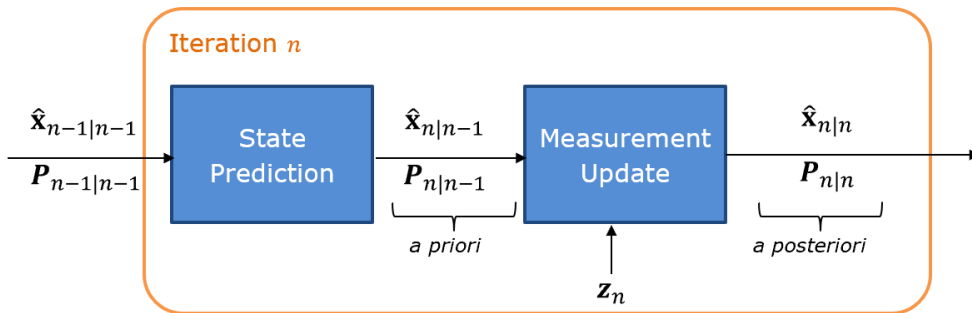 Iteration n
x̂ₙ₋₁|ₙ₋₁
Pₙ₋₁|ₙ₋₁
State
Prediction
x̂ₙ|ₙ₋₁
Pₙ|ₙ₋₁
a priori
Measurement
Update
zₙ
x̂ₙ|ₙ
Pₙ|ₙ
a posteriori